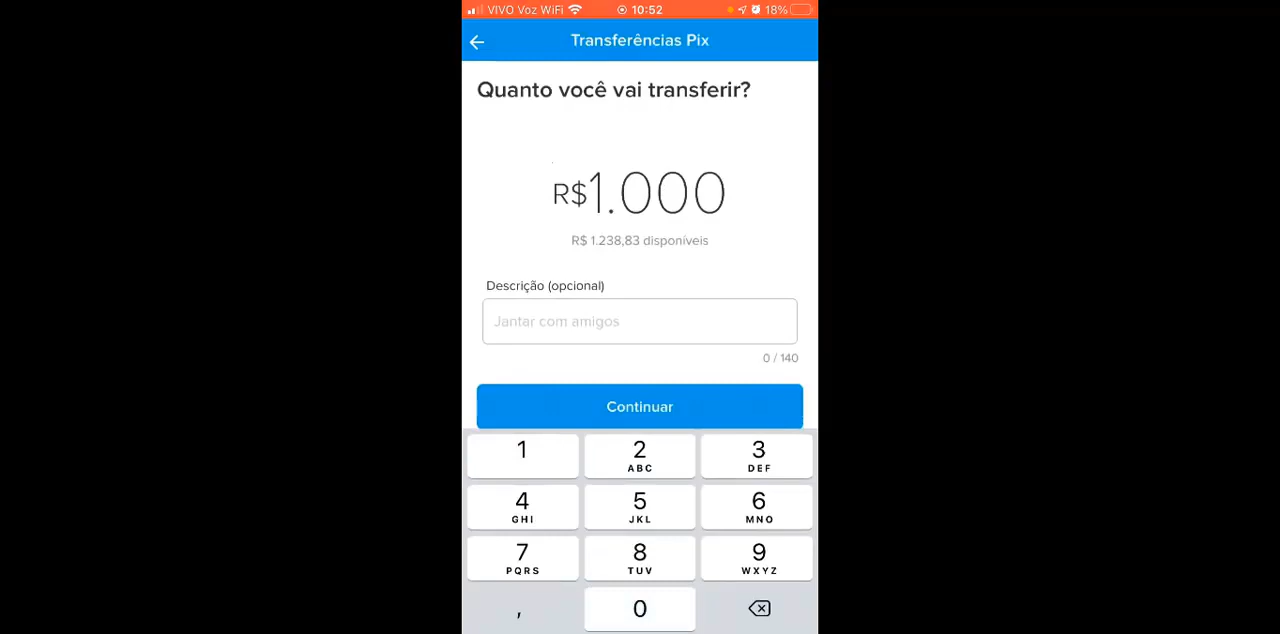 VIVO Voz WiFi 10:52 18%
Transferências Pix
Quanto você vai transferir?
R$1.000
R$ 1.238,83 disponíveis
Descrição (opcional)
Jantar com amigos
0 / 140
Continuar
1 2 3
ABC DEF
4 5 6
GHI JKL MNO
7 8 9
PQRS TUV WXYZ
, 0